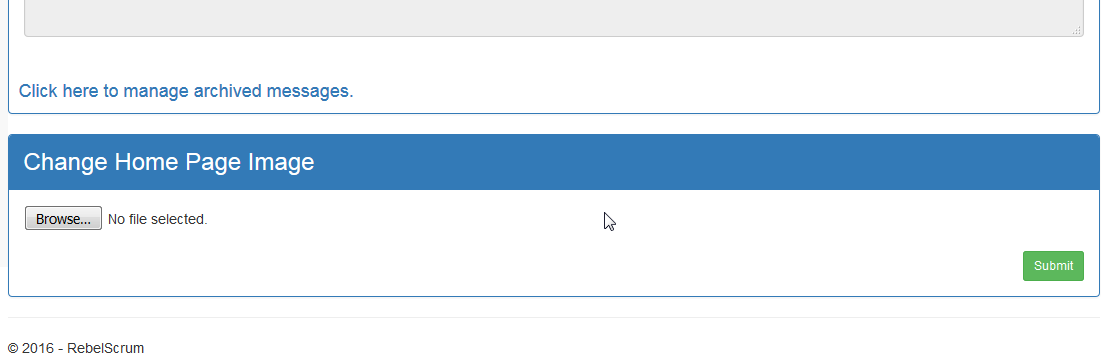 Click here to manage archived messages.
Change Home Page Image
Browse... No file selected.
Submit
© 2016 - RebelScrum